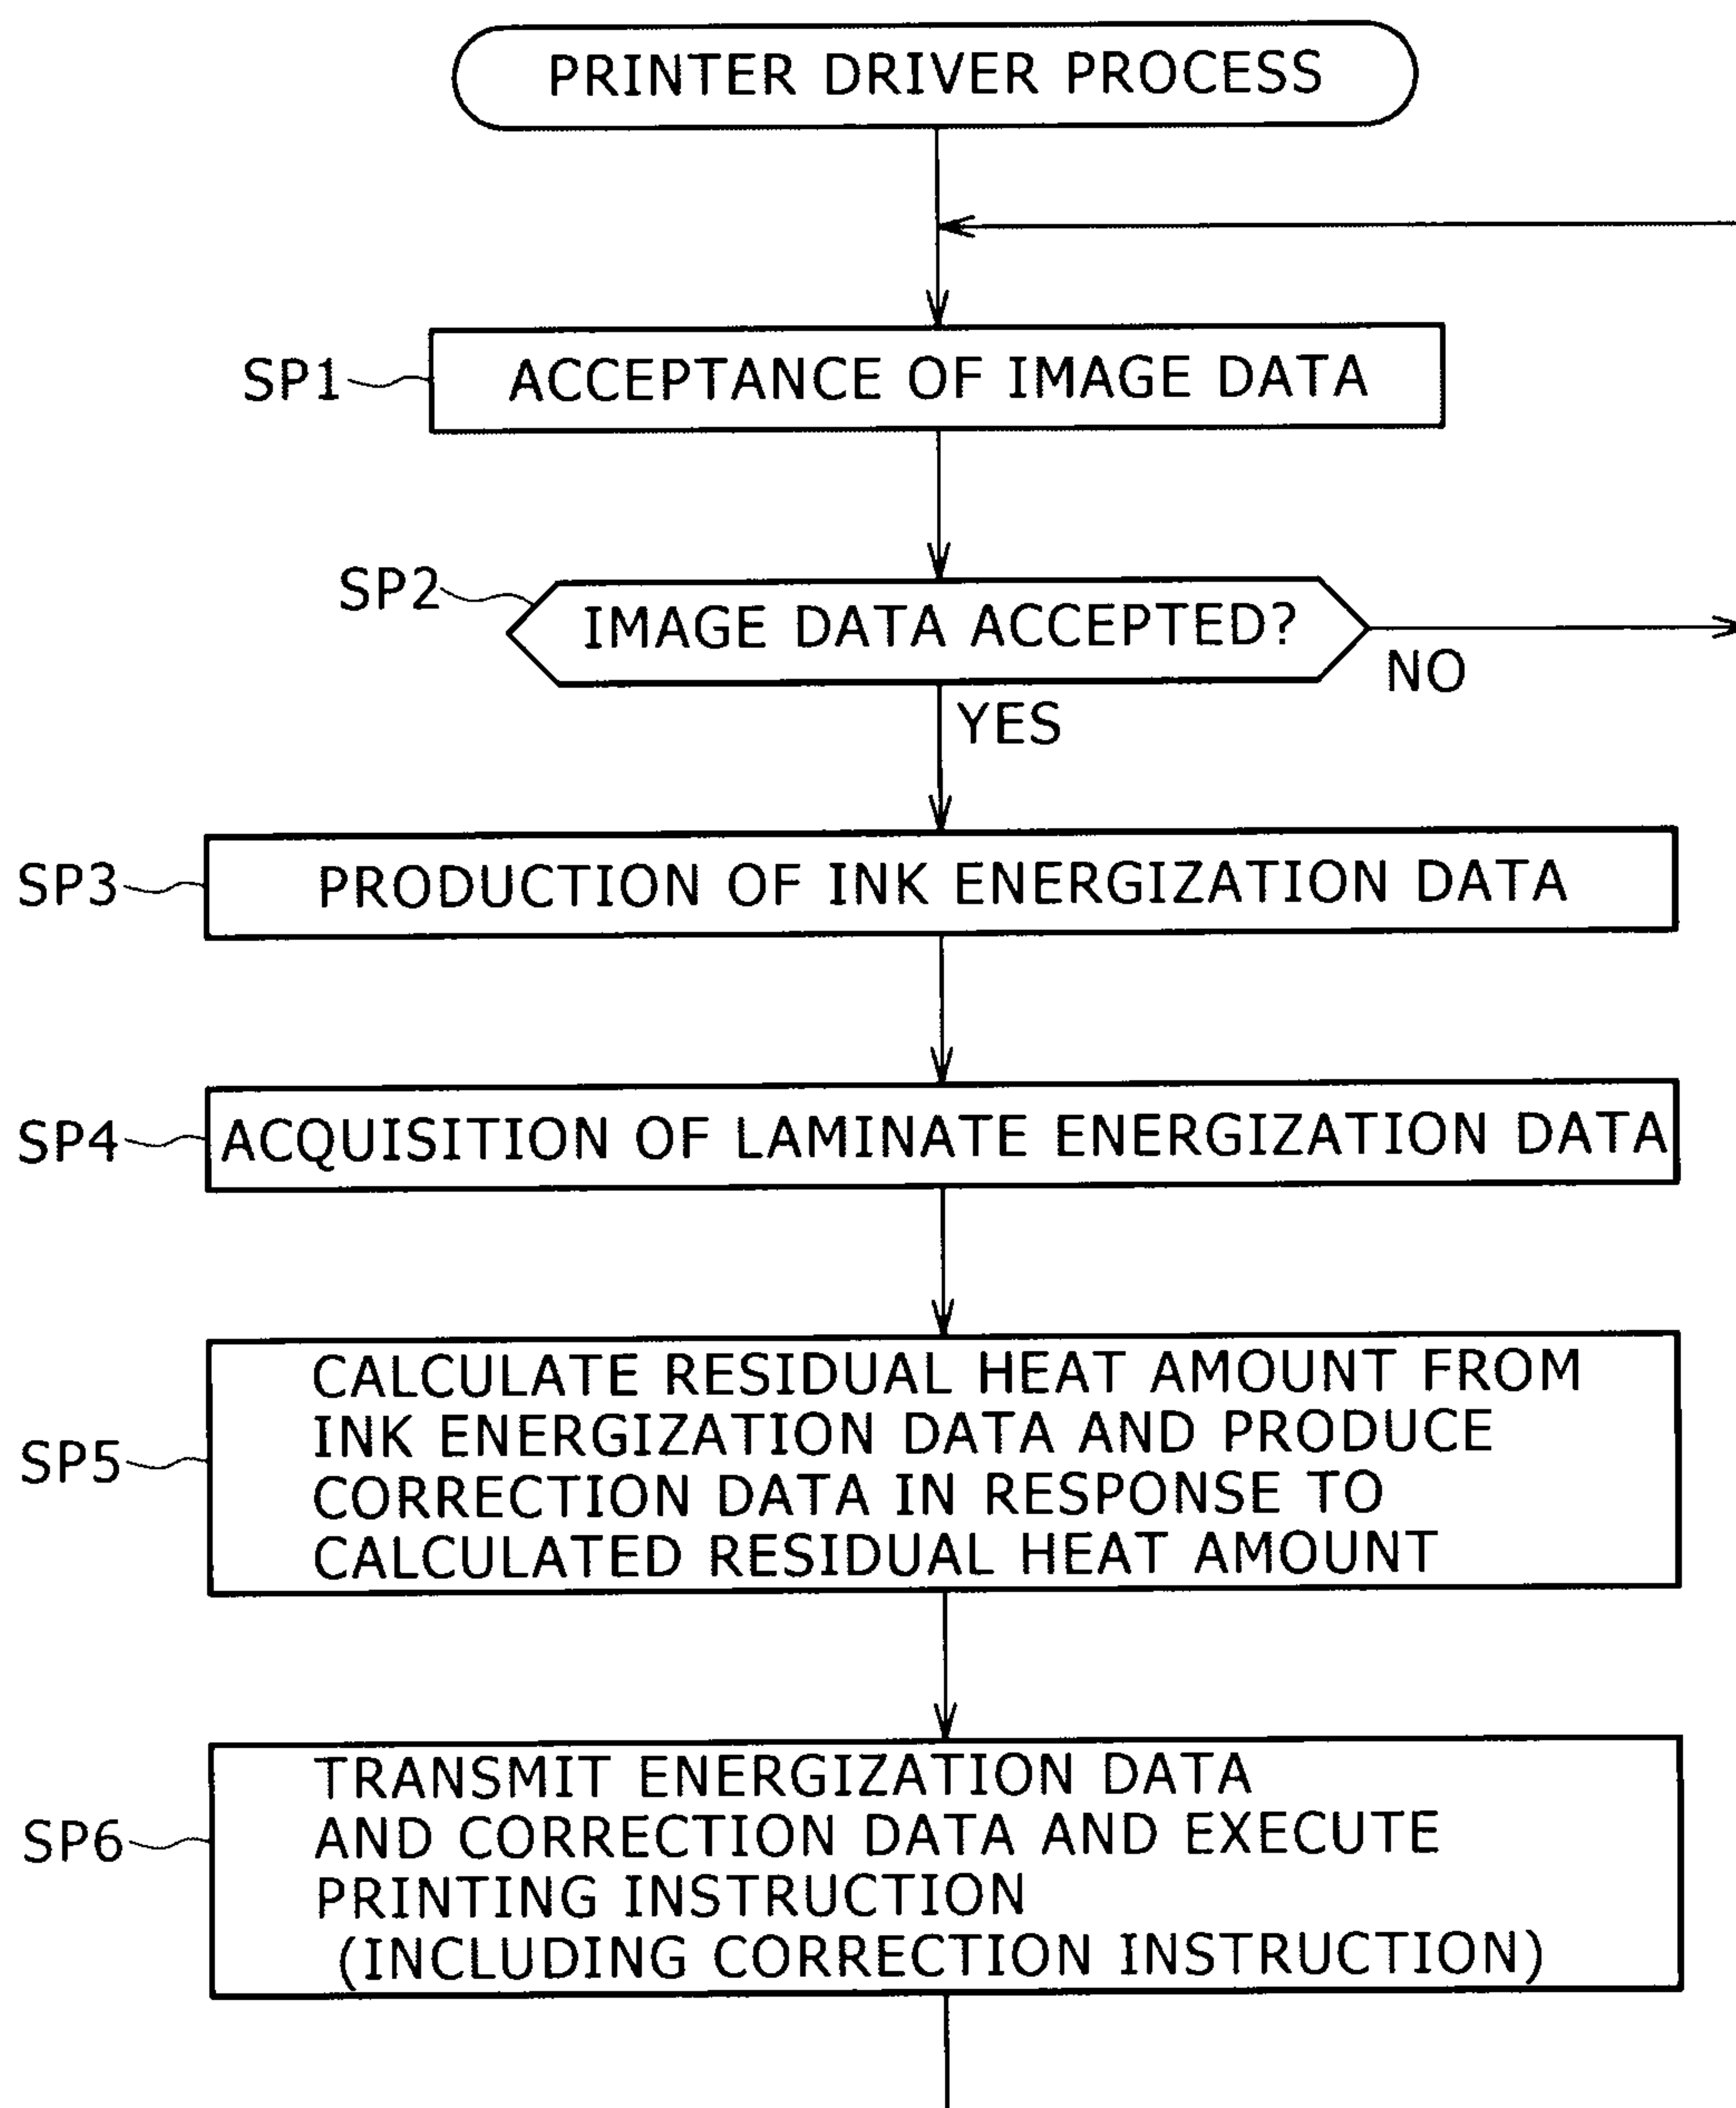 PRINTER DRIVER PROCESS
SP1
ACCEPTANCE OF IMAGE DATA
SP2
IMAGE DATA ACCEPTED?
NO
YES
SP3
PRODUCTION OF INK ENERGIZATION DATA
SP4
ACQUISITION OF LAMINATE ENERGIZATION DATA
SP5
CALCULATE RESIDUAL HEAT AMOUNT FROM
INK ENERGIZATION DATA AND PRODUCE
CORRECTION DATA IN RESPONSE TO
CALCULATED RESIDUAL HEAT AMOUNT
SP6
TRANSMIT ENERGIZATION DATA
AND CORRECTION DATA AND EXECUTE
PRINTING INSTRUCTION
(INCLUDING CORRECTION INSTRUCTION)